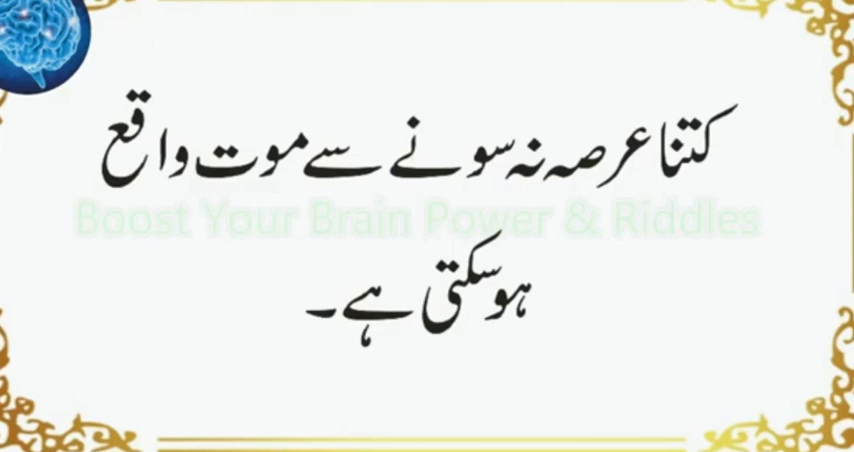 کتنا عرصہ نہ سونے سے موت واقع
Boost Your Brain Power & Riddles
ہو سکتی ہے۔